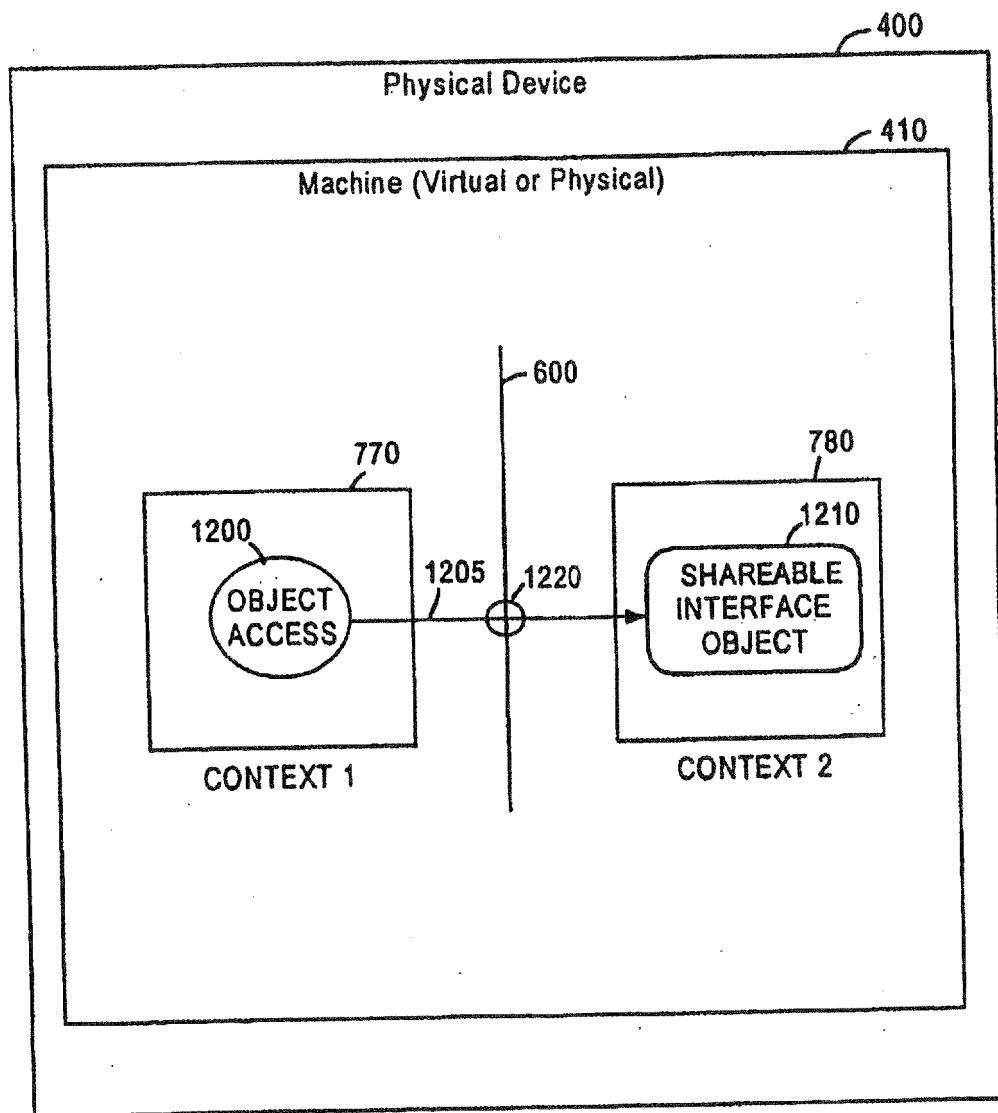 400
Physical Device
410
Machine (Virtual or Physical)
600
770
780
1200
1210
OBJECT
ACCESS
1205
1220
SHAREABLE
INTERFACE
OBJECT
CONTEXT 1
CONTEXT 2